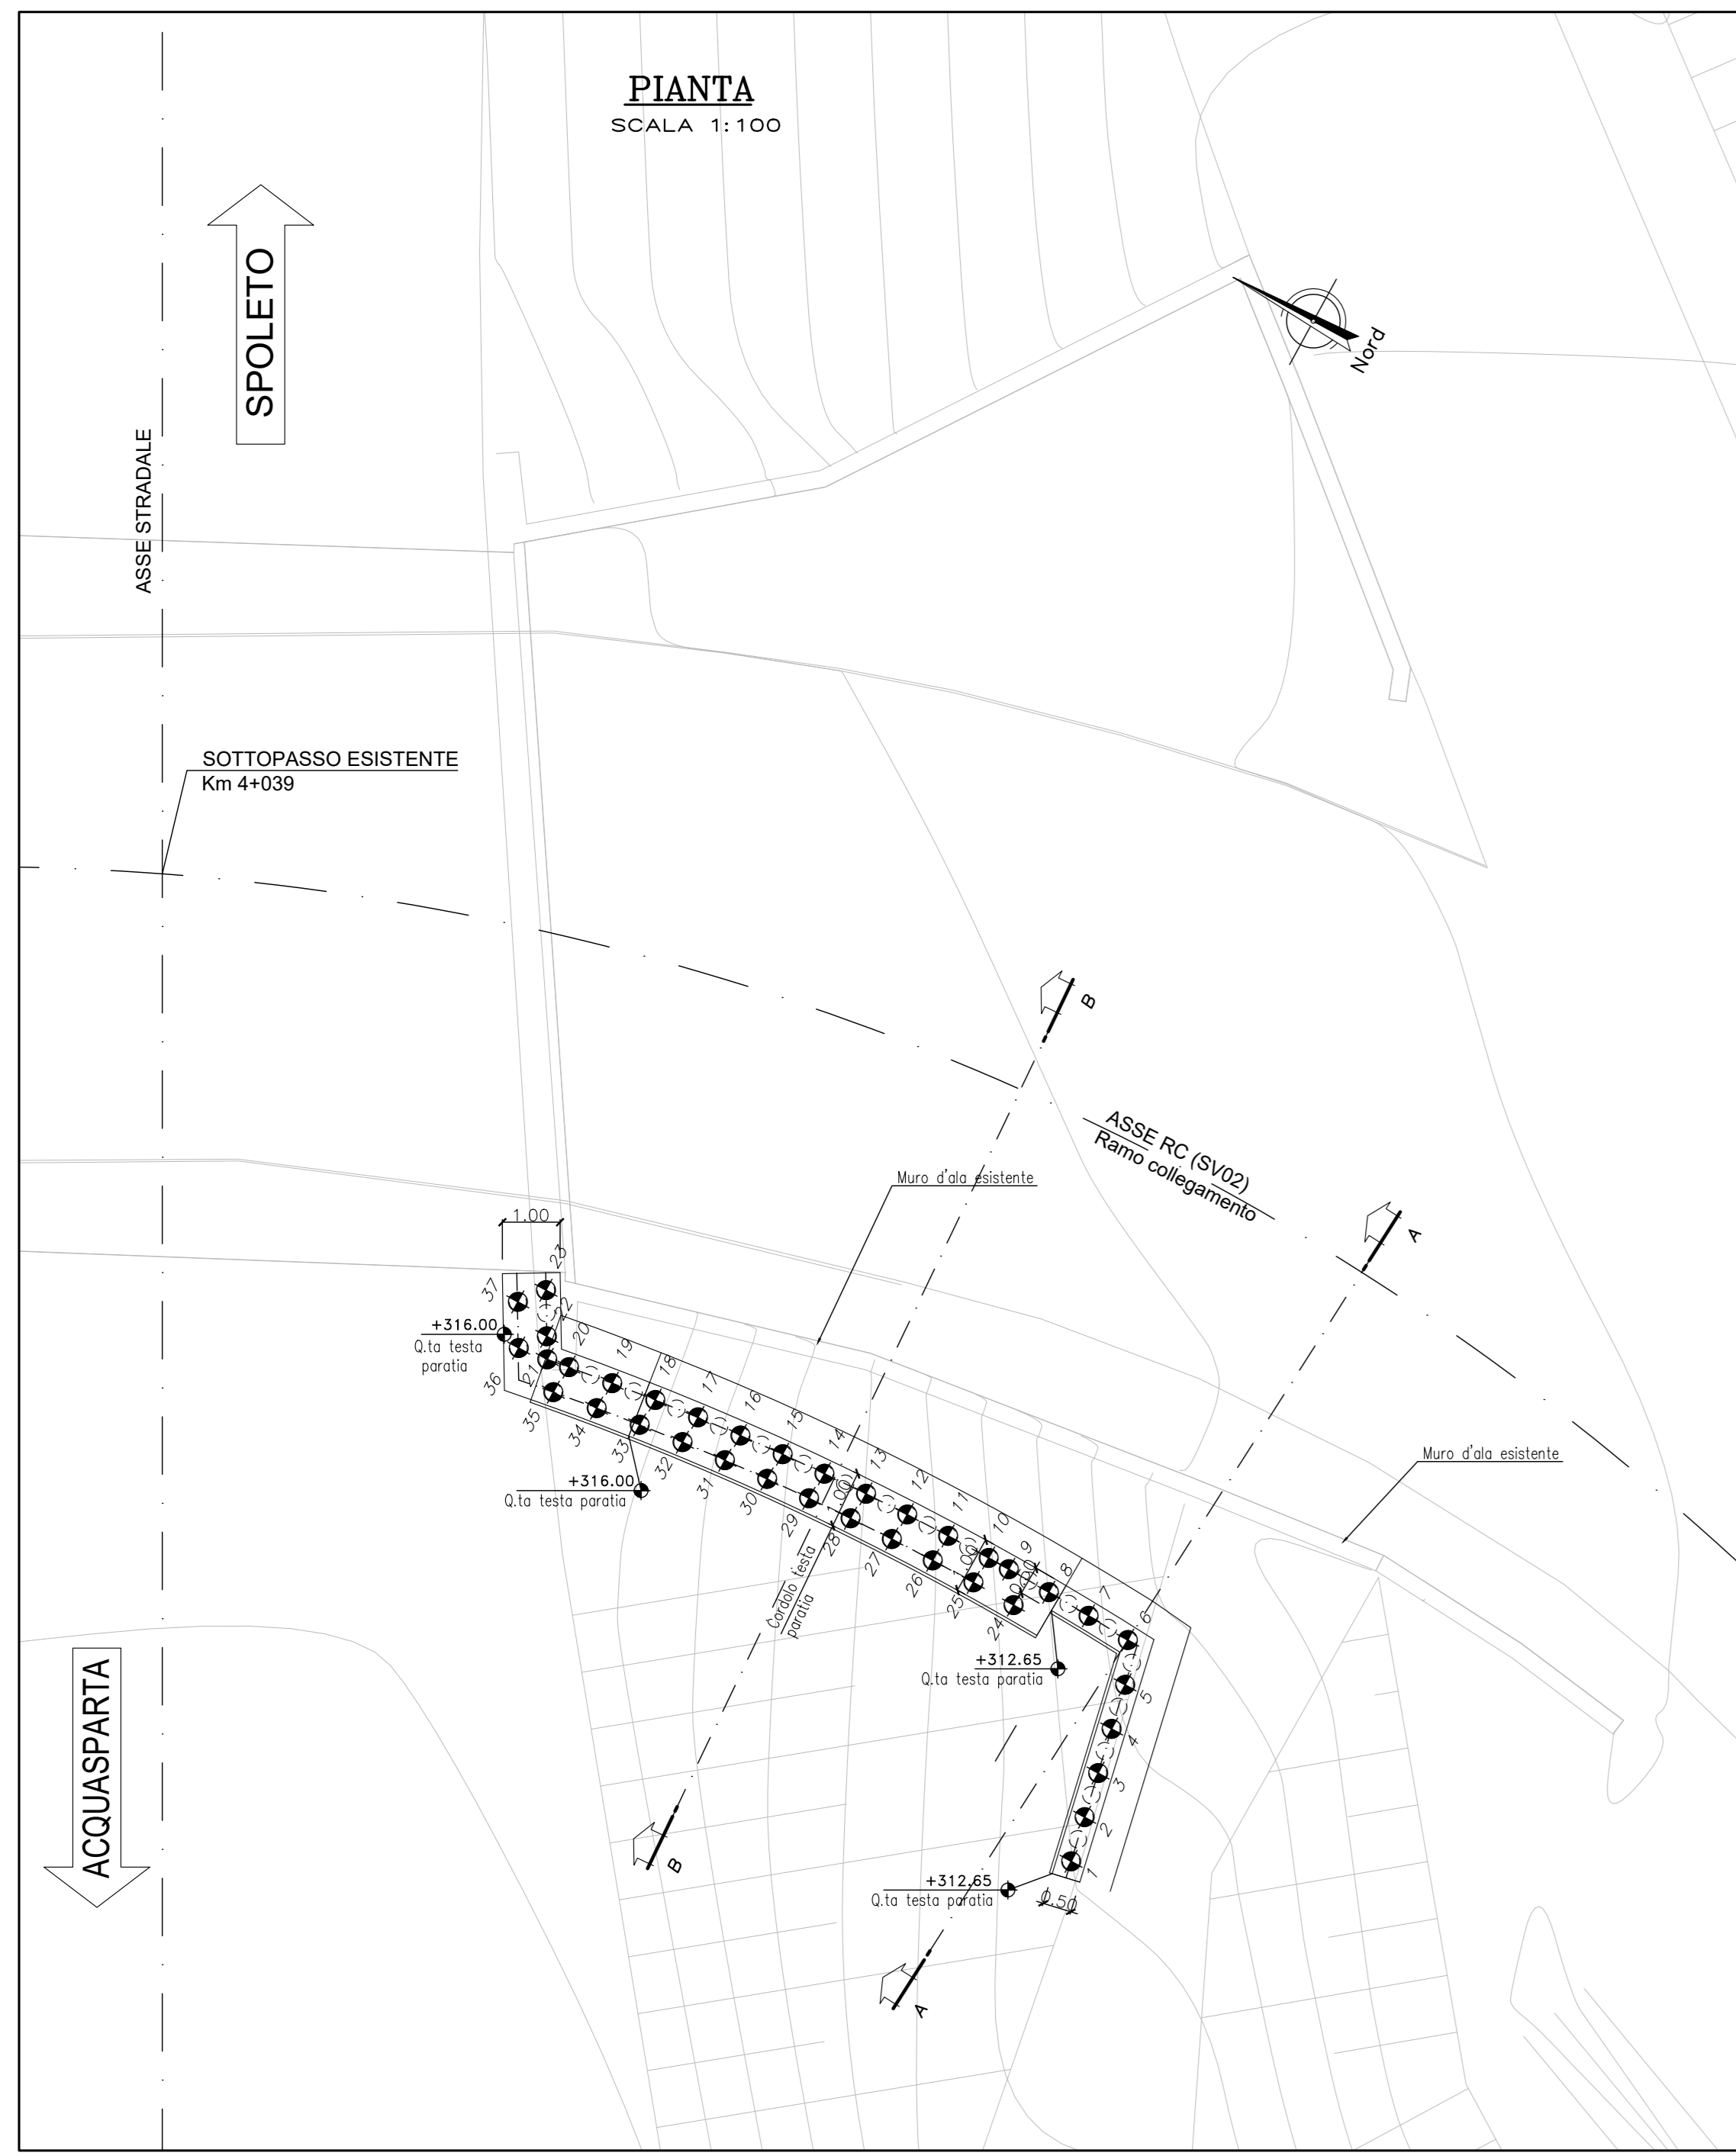 PIANTA
SCALA 1:100
SPOLETO
ASSE STRADALE
Nord
SOTTOPASSO ESISTENTE
Km 4+039
B
ASSE RC (SV02)
Ramo collegamento
A
Muro d'ala esistente
1.00
23
37
22
+316.00
Q.ta testa
paratia
20
19
18
17
16
15
14
13
12
11
10
9
8
7
6
5
4
3
2
1
36
21
35
34
33
32
31
30
29
28
27
26
25
24
Muro d'ala esistente
+316.00
Q.ta testa paratia
1.00
1.00
Cordolo testa
paratia
+312.65
Q.ta testa paratia
ACQUASPARTA
B
+312.65
Q.ta testa paratia
0.50
A